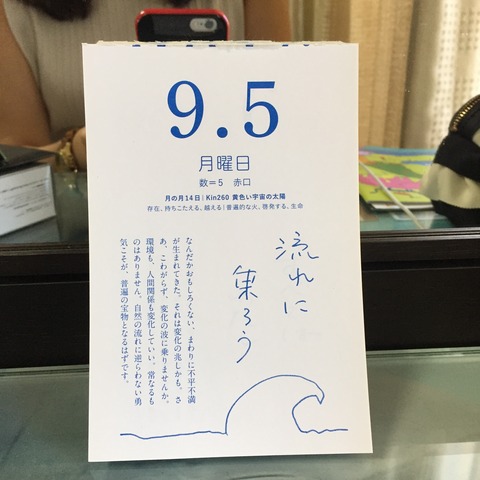 9.5
月曜日
数=5　赤口
月の月14日|Kin260 黄色い宇宙の太陽
存在、持ちこたえる、越える|普遍的な火、啓発する、生命
流れに
乗ろう
なんだかおもしろくない、まわりに不平不満
が生まれてきた。それは変化の兆しかも。さ
あ、こわがらず、変化の波に乗りませんか。
環境も、人間関係も変化していい。常なるも
のはありません。自然の流れに逆らわない勇
気こそが、普遍の宝物となるはずです。